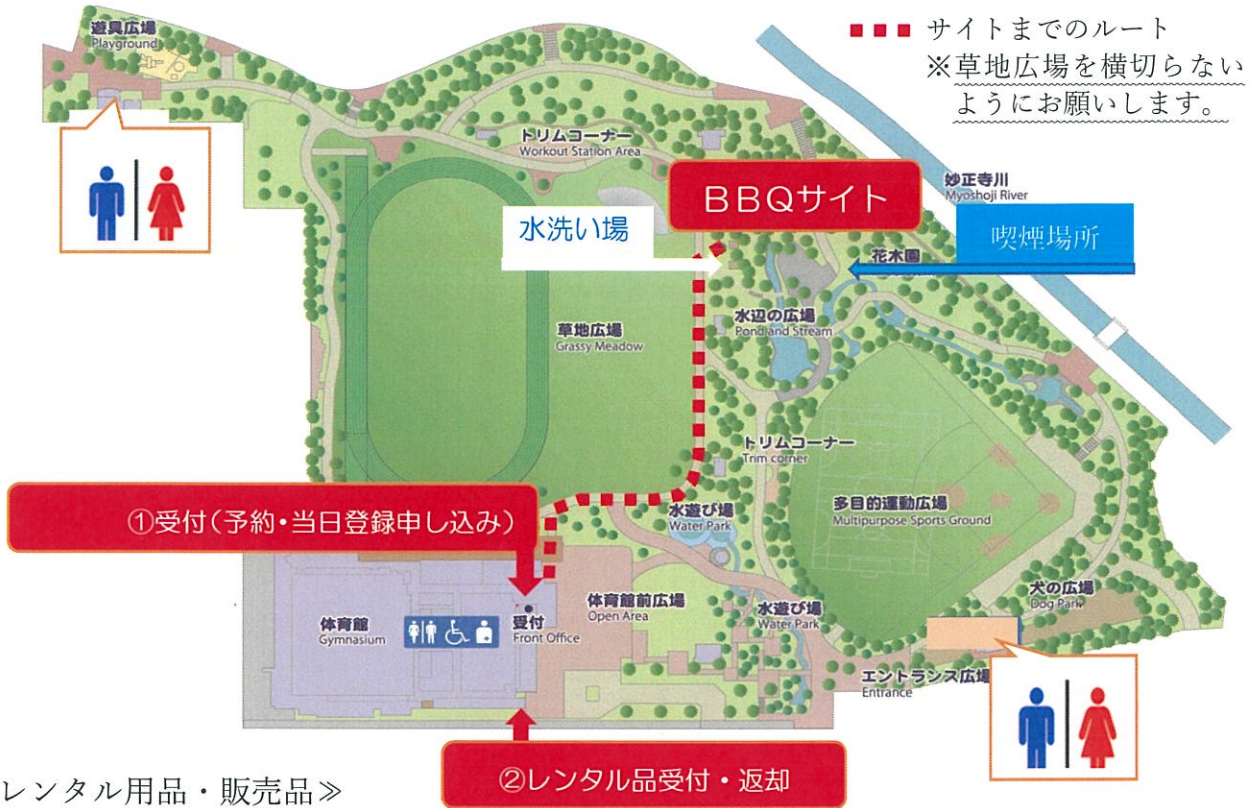 遊具広場
Playground
■ ■ ■ サイトまでのルート
※草地広場を横切らない
ようにお願いします。
トリムコーナー
Workout Station Area
BBQサイト
妙正寺川
Myoshoji River
水洗い場
喫煙場所
花木園
水辺の広場
Pond and Stream
草地広場
Grassy Meadow
トリムコーナー
Trim corner
①受付(予約・当日登録申し込み)
水遊び場
Water Park
多目的運動広場
Multipurpose Sports Ground
体育館
Gymnasium
受付
Front Office
体育館前広場
Open Area
水遊び場
Water Park
犬の広場
Dog Park
エントランス広場
Entrance
②レンタル品受付・返却
レンタル用品・販売品≫